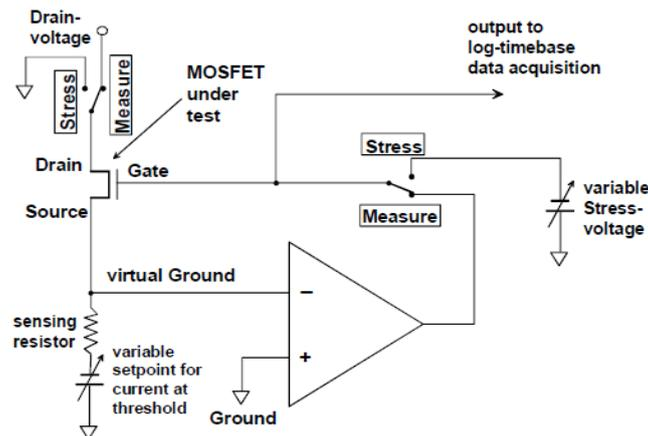 Drain-
voltage
Stress
Measure
MOSFET
under
test
output to
log-timebase
data acquisition
Drain
Gate
Source
Stress
Measure
variable
Stress-
voltage
virtual Ground
sensing
resistor
variable
setpoint for
current at
threshold
−
+
Ground